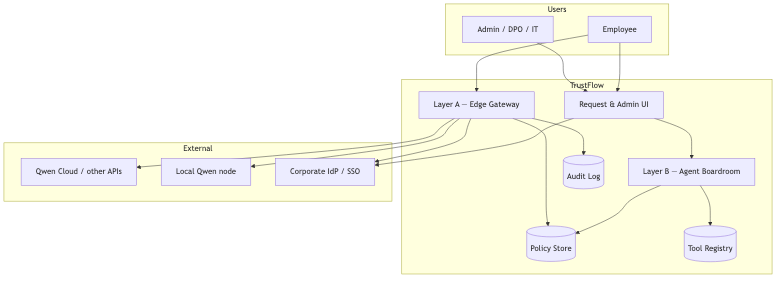 Users
Admin / DPO / IT
Employee
TrustFlow
Layer A — Edge Gateway
Request & Admin UI
External
Qwen Cloud / other APIs
Local Qwen node
Corporate IdP / SSO
Audit Log
Layer B — Agent Boardroom
Policy Store
Tool Registry